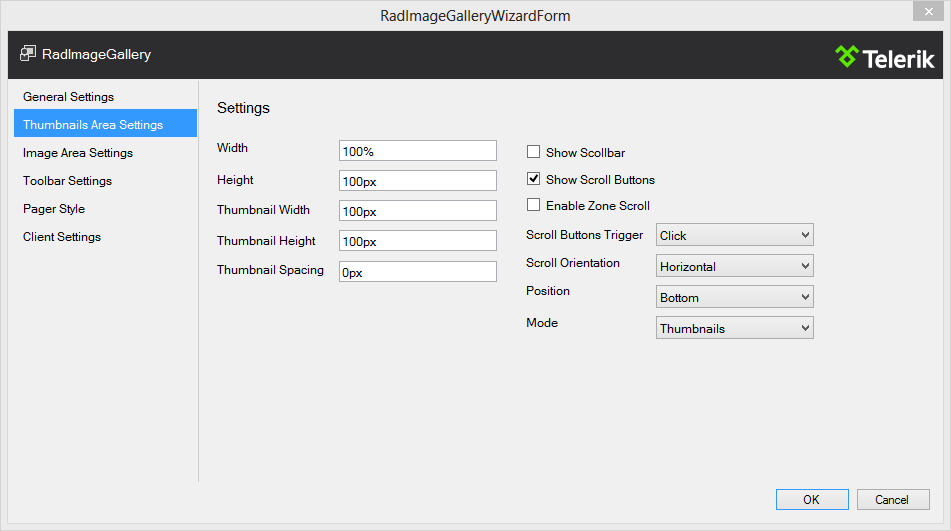 RadImageGalleryWizardForm
RadImageGallery
Telerik
General Settings
Thumbnails Area Settings
Image Area Settings
Toolbar Settings
Pager Style
Client Settings
Settings
Width 100%
Height 100px
Thumbnail Width 100px
Thumbnail Height 100px
Thumbnail Spacing 0px
Show Scollbar
Show Scroll Buttons
Enable Zone Scroll
Scroll Buttons Trigger Click
Scroll Orientation Horizontal
Position Bottom
Mode Thumbnails
OK Cancel